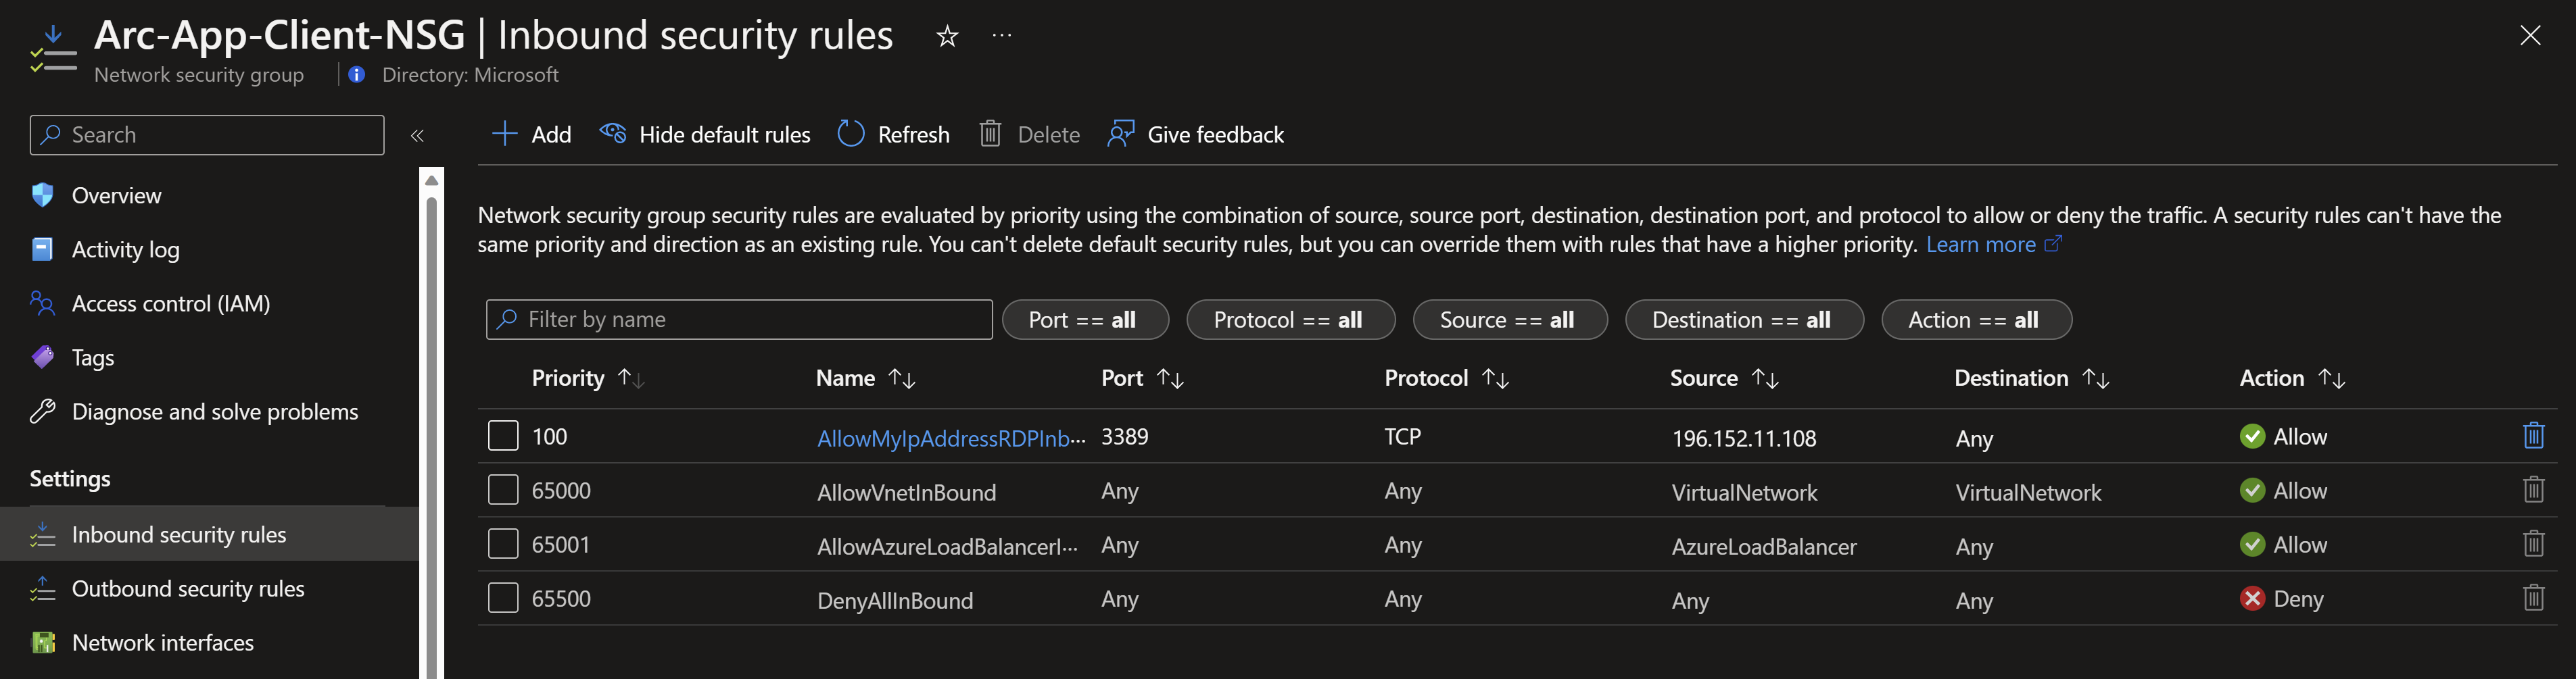 Arc-App-Client-NSG | Inbound security rules ☆ ···
Network security group | Directory: Microsoft
Search «
Overview
Activity log
Access control (IAM)
Tags
Diagnose and solve problems
Settings
Inbound security rules
Outbound security rules
Network interfaces
Add Hide default rules Refresh Delete Give feedback
Network security group security rules are evaluated by priority using the combination of source, source port, destination, destination port, and protocol to allow or deny the traffic. A security rules can't have the
same priority and direction as an existing rule. You can't delete default security rules, but you can override them with rules that have a higher priority. Learn more
Filter by name Port == all Protocol == all Source == all Destination == all Action == all
Priority ↑↓ Name ↑↓ Port ↑↓ Protocol ↑↓ Source ↑↓ Destination ↑↓ Action ↑↓
100 AllowMyIpAddressRDPInb··· 3389 TCP 196.152.11.108 Any Allow
65000 AllowVnetInBound Any Any VirtualNetwork VirtualNetwork Allow
65001 AllowAzureLoadBalancerI··· Any Any AzureLoadBalancer Any Allow
65500 DenyAllInBound Any Any Any Any Deny